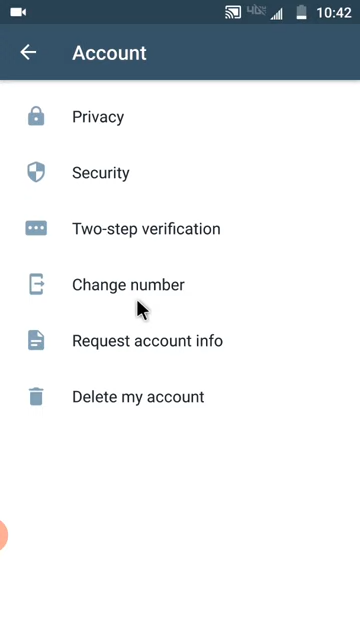 10:42
Account
Privacy
Security
Two-step verification
Change number
Request account info
Delete my account